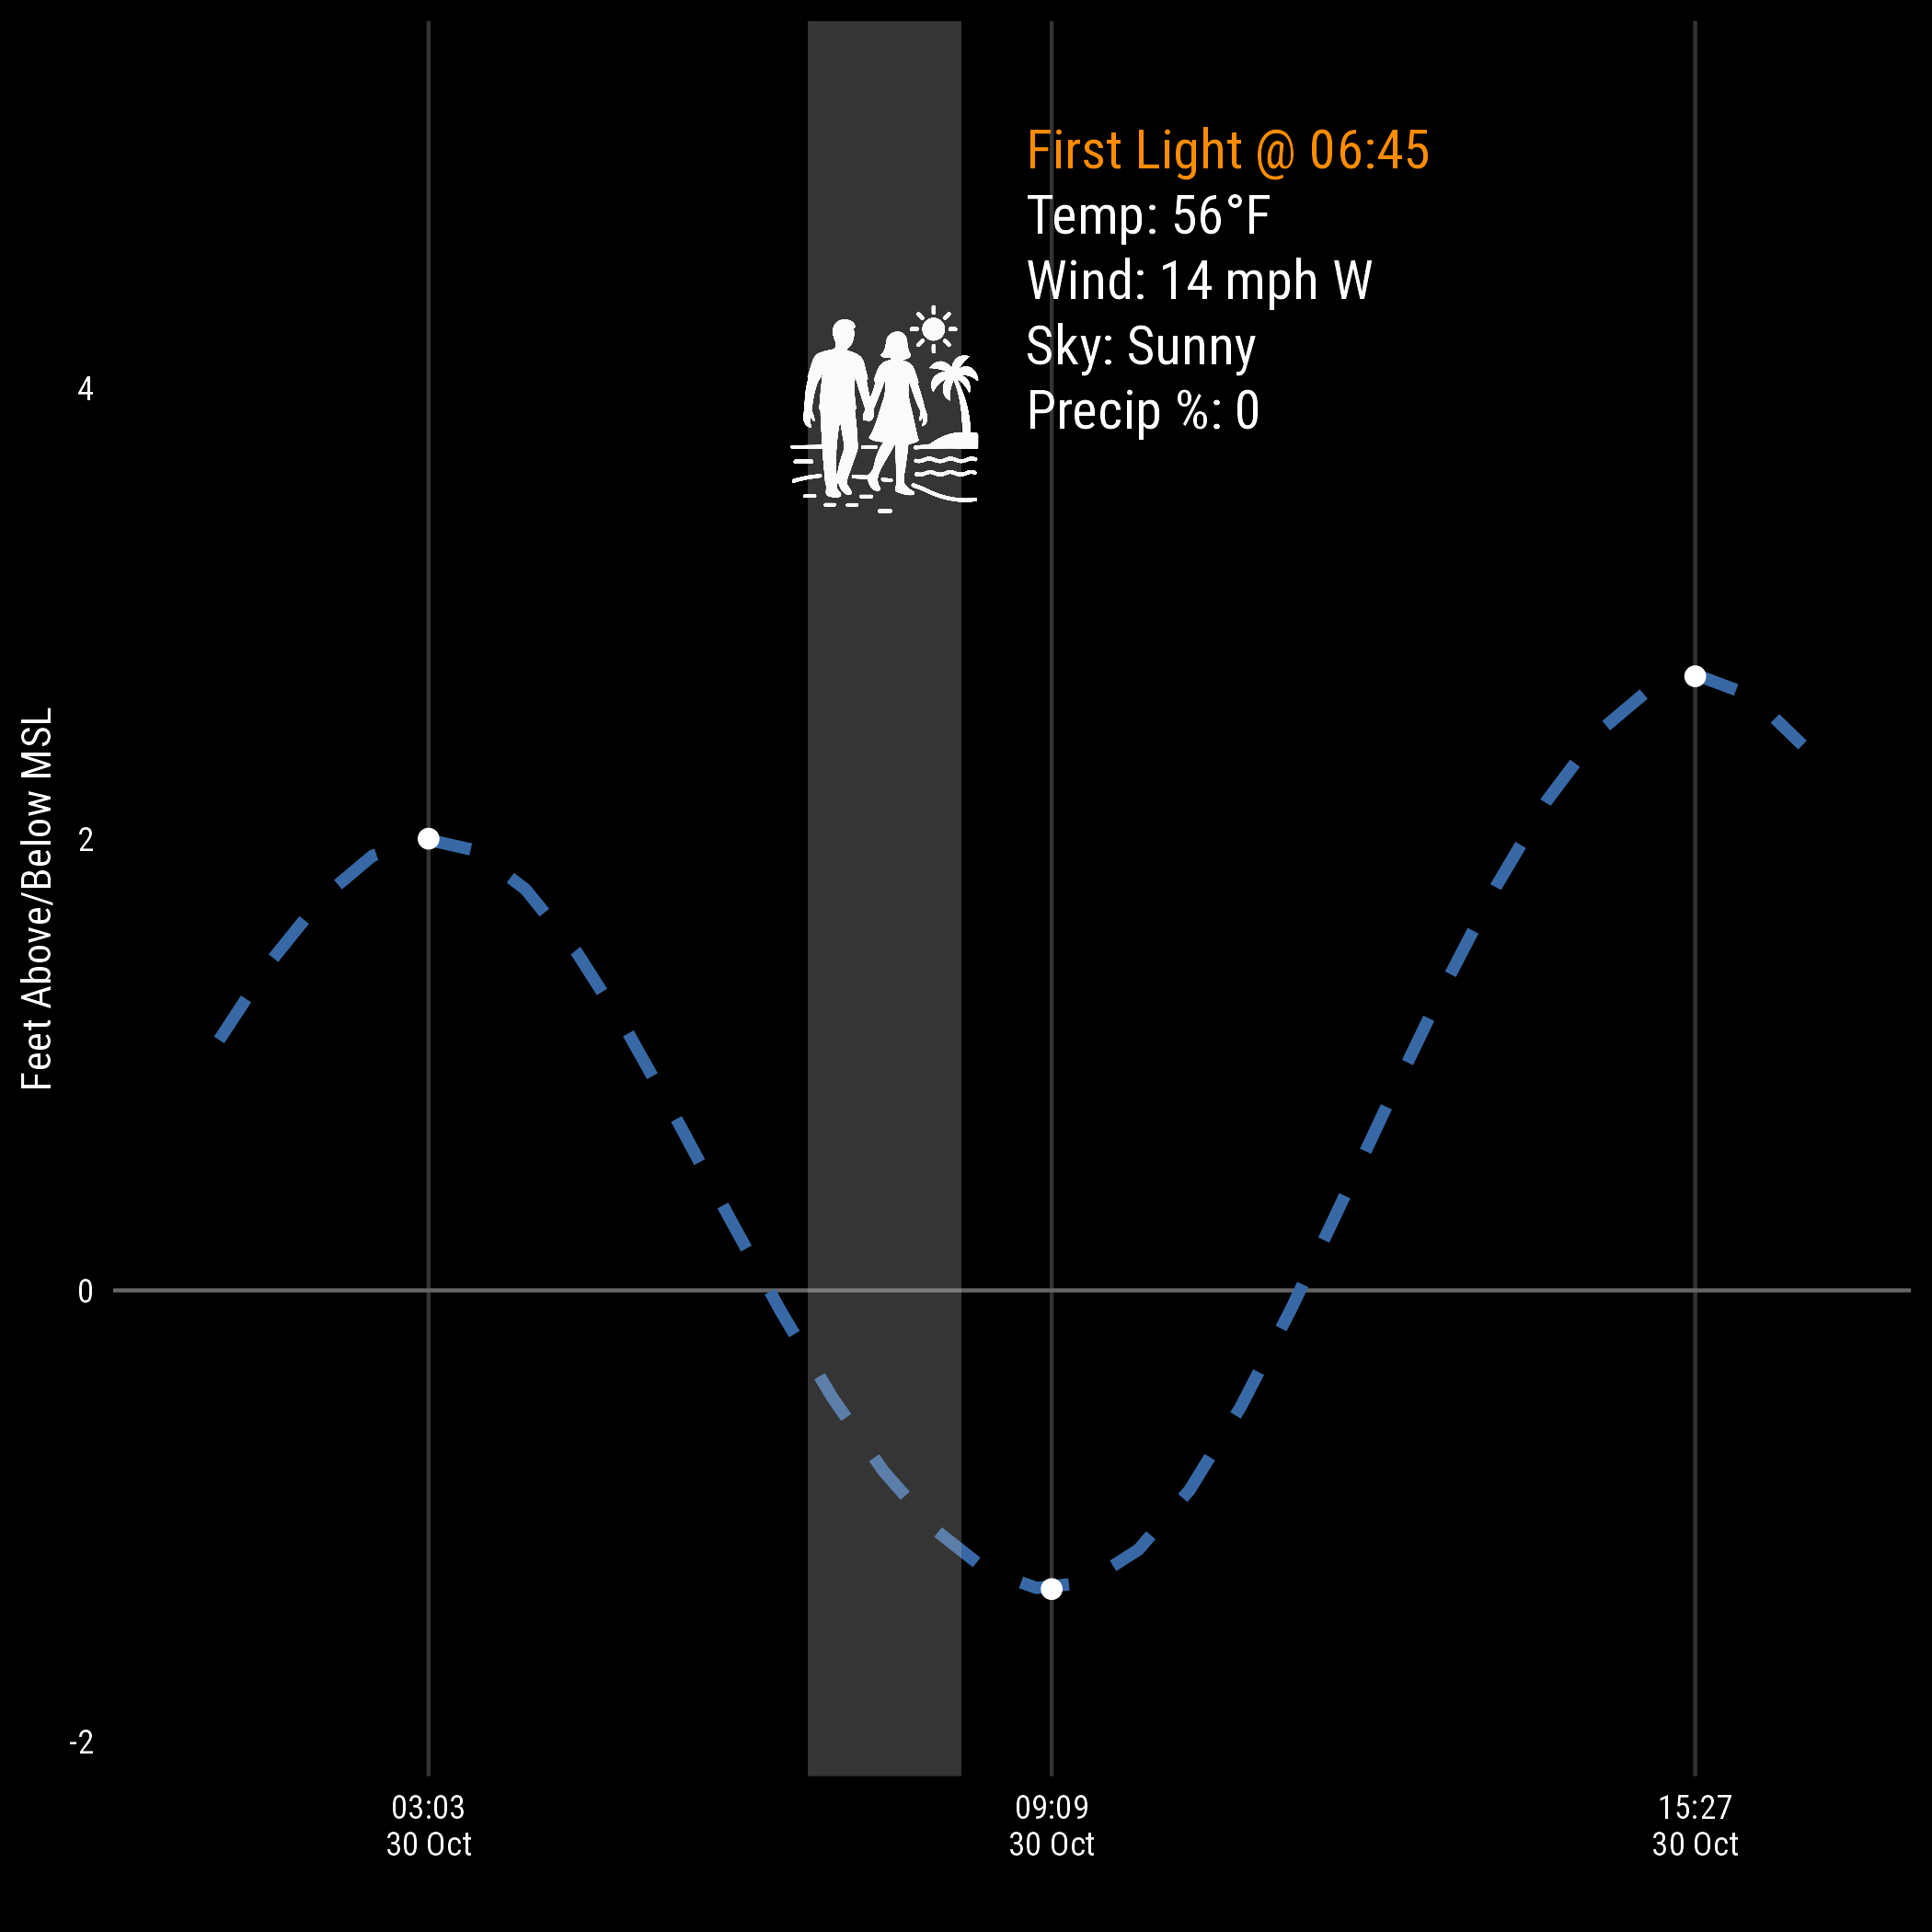 First Light @ 06:45
Temp: 56°F
Wind: 14 mph W
Sky: Sunny
Precip %: 0
Feet Above/Below MSL
4
2
0
-2
03:03
30 Oct
09:09
30 Oct
15:27
30 Oct